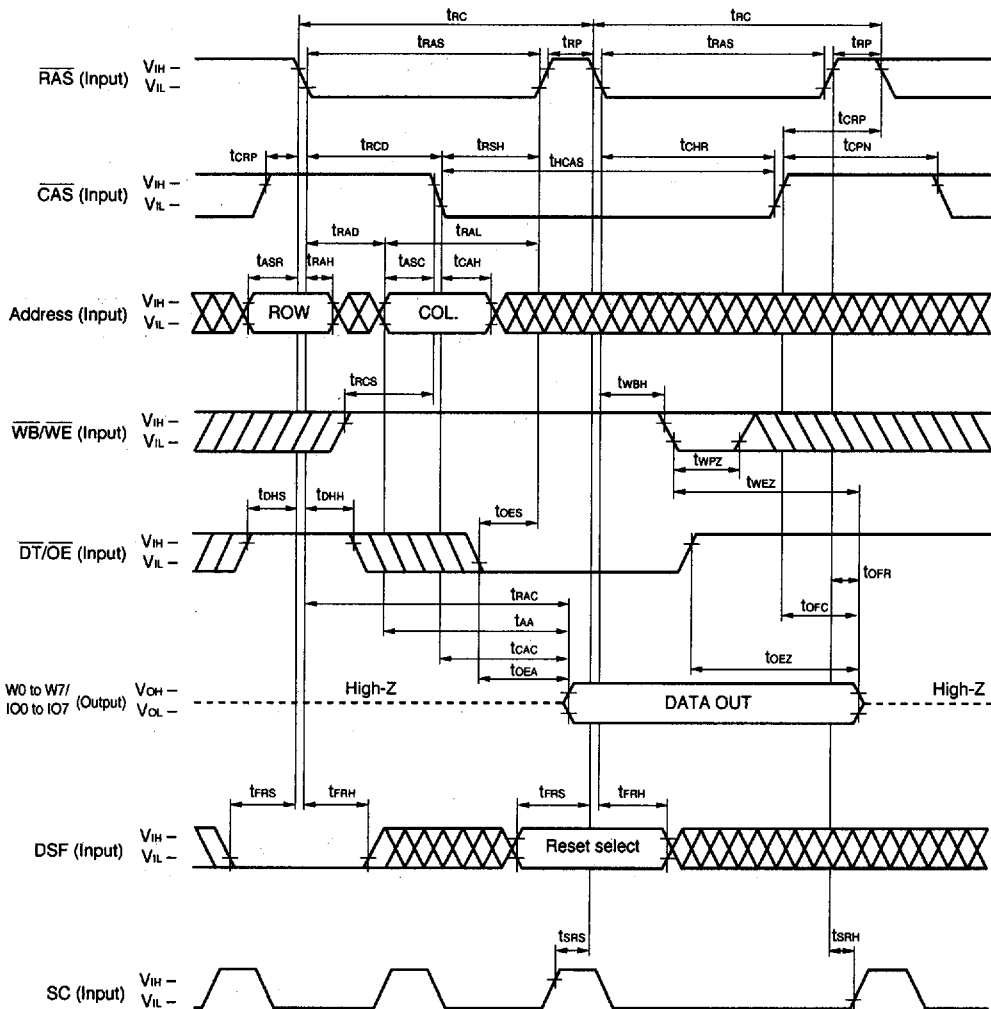 tRC tRC
tRAS tRP tRAS tRP
RAS (Input) VIH
VIL
tCRP
tCRP tRCD tRSH tHCAS tCHR tCPN
CAS (Input) VIH
VIL
tRAD tRAL
tASR tRAH tASC tCAH
Address (Input) VIH
VIL
ROW COL.
tRCS tWBH
WB/WE (Input) VIH
VIL
tWPZ
tWEZ
tDHS tDHH tOES
DT/OE (Input) VIH
VIL
tOFR
tRAC tOFC
tAA
tCAC
tOEA tOEZ
W0 to W7/
IO0 to IO7 (Output) VOH
VOL
High-Z DATA OUT High-Z
tFRS tFRH tFRS tFRH
DSF (Input) VIH
VIL
Reset select
tSRS tSRH
SC (Input) VIH
VIL